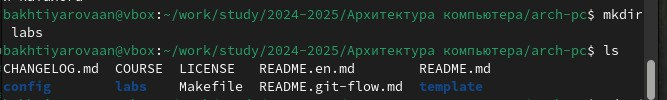 bakhtiyarovaan@vbox:~/work/study/2024-2025/Архитектура компьютера/arch-pc$ mkdir
 labs
bakhtiyarovaan@vbox:~/work/study/2024-2025/Архитектура компьютера/arch-pc$ ls
CHANGELOG.md  COURSE  LICENSE   README.en.md        README.md
config        labs    Makefile  README.git-flow.md  template